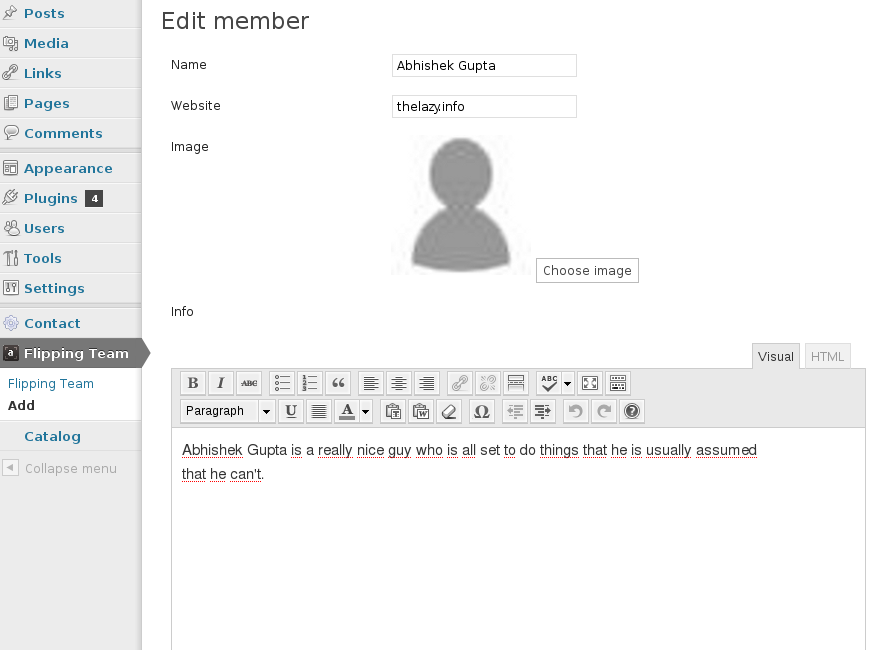 Posts
Media
Links
Pages
Comments
Appearance
Plugins 4
Users
Tools
Settings
Contact
a Flipping Team
Flipping Team
Add
Catalog
Collapse menu
Edit member
Name Abhishek Gupta
Website thelazy.info
Image
Choose image
Info
Visual HTML
B I ABC ABC
Paragraph U A T W Ω ?
Abhishek Gupta is a really nice guy who is all set to do things that he is usually assumed
that he can't.